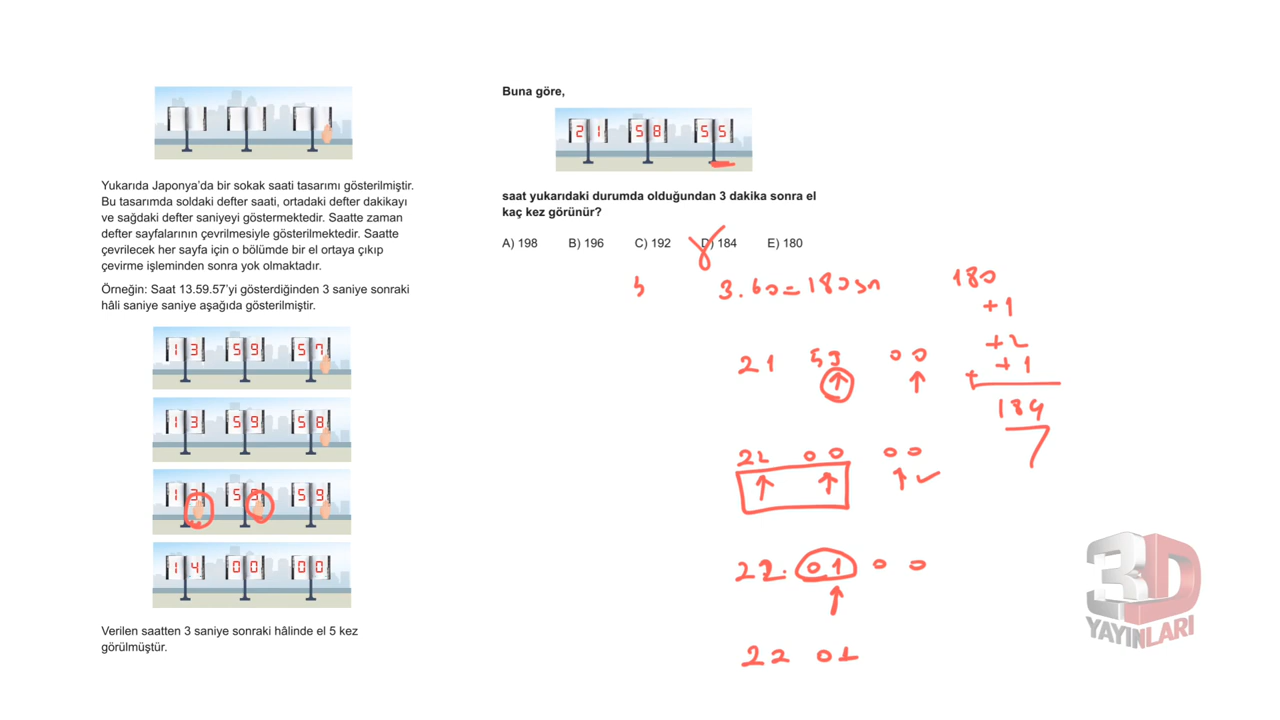 Yukarıda Japonya'da bir sokak saati tasarımı gösterilmiştir.
Bu tasarımda soldaki defter saati, ortadaki defter dakikayı
ve sağdaki defter saniyeyi göstermektedir. Saatte zaman
defter sayfalarının çevrilmesiyle gösterilmektedir. Saatte
çevrilecek her sayfa için o bölümde bir el ortaya çıkıp
çevirme işleminden sonra yok olmaktadır.
Örneğin: Saat 13.59.57'yi gösterdiğinden 3 saniye sonraki
hâli saniye saniye aşağıda gösterilmiştir.
13 59 57
13 59 58
13 59 59
14 00 00
Verilen saatten 3 saniye sonraki hâlinde el 5 kez
görülmüştür.
Buna göre,
21 58 55
saat yukarıdaki durumda olduğundan 3 dakika sonra el
kaç kez görünür?
A) 198 B) 196 C) 192 D) 184 E) 180
3.60=180sn
21 59 00
22 00 00
22. 01 00
22 01
180
+1
+2
+ +1
184
3D
YAYINLARI